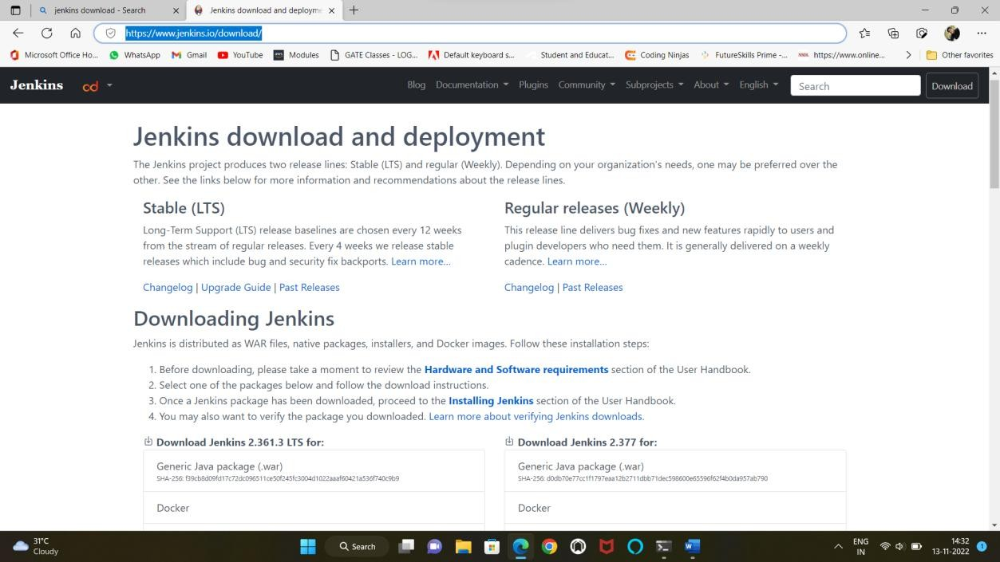 jenkins download - Search
Jenkins download and deployme
https://www.jenkins.io/download/
Microsoft Office Ho... WhatsApp Gmail YouTube Modules GATE Classes - LOG... Default keyboard s... Student and Educat... Coding Ninjas FutureSkills Prime -... https://www.online... Other favorites
Jenkins cd Blog Documentation Plugins Community Subprojects About English Search Download
Jenkins download and deployment
The Jenkins project produces two release lines: Stable (LTS) and regular (Weekly). Depending on your organization's needs, one may be preferred over the
other. See the links below for more information and recommendations about the release lines.
Stable (LTS)
Long-Term Support (LTS) release baselines are chosen every 12 weeks
from the stream of regular releases. Every 4 weeks we release stable
releases which include bug and security fix backports. Learn more...
Changelog | Upgrade Guide | Past Releases
Regular releases (Weekly)
This release line delivers bug fixes and new features rapidly to users and
plugin developers who need them. It is generally delivered on a weekly
cadence. Learn more...
Changelog | Past Releases
Downloading Jenkins
Jenkins is distributed as WAR files, native packages, installers, and Docker images. Follow these installation steps:
1. Before downloading, please take a moment to review the Hardware and Software requirements section of the User Handbook.
2. Select one of the packages below and follow the download instructions.
3. Once a Jenkins package has been downloaded, proceed to the Installing Jenkins section of the User Handbook.
4. You may also want to verify the package you downloaded. Learn more about verifying Jenkins downloads.
Download Jenkins 2.361.3 LTS for:
Generic Java package (.war)
SHA-256: f39cb8d09fd17c72dc096511ce50f245fc3004d1022aaaf60421a536f740c9b9
Docker
Download Jenkins 2.377 for:
Generic Java package (.war)
SHA-256: d0db70e77cc1f1797eaa12b2711dbb71dec598600e65596f62f4b0da957ab790
Docker
31°C
Cloudy
Search
ENG
IN
14:32
13-11-2022
1